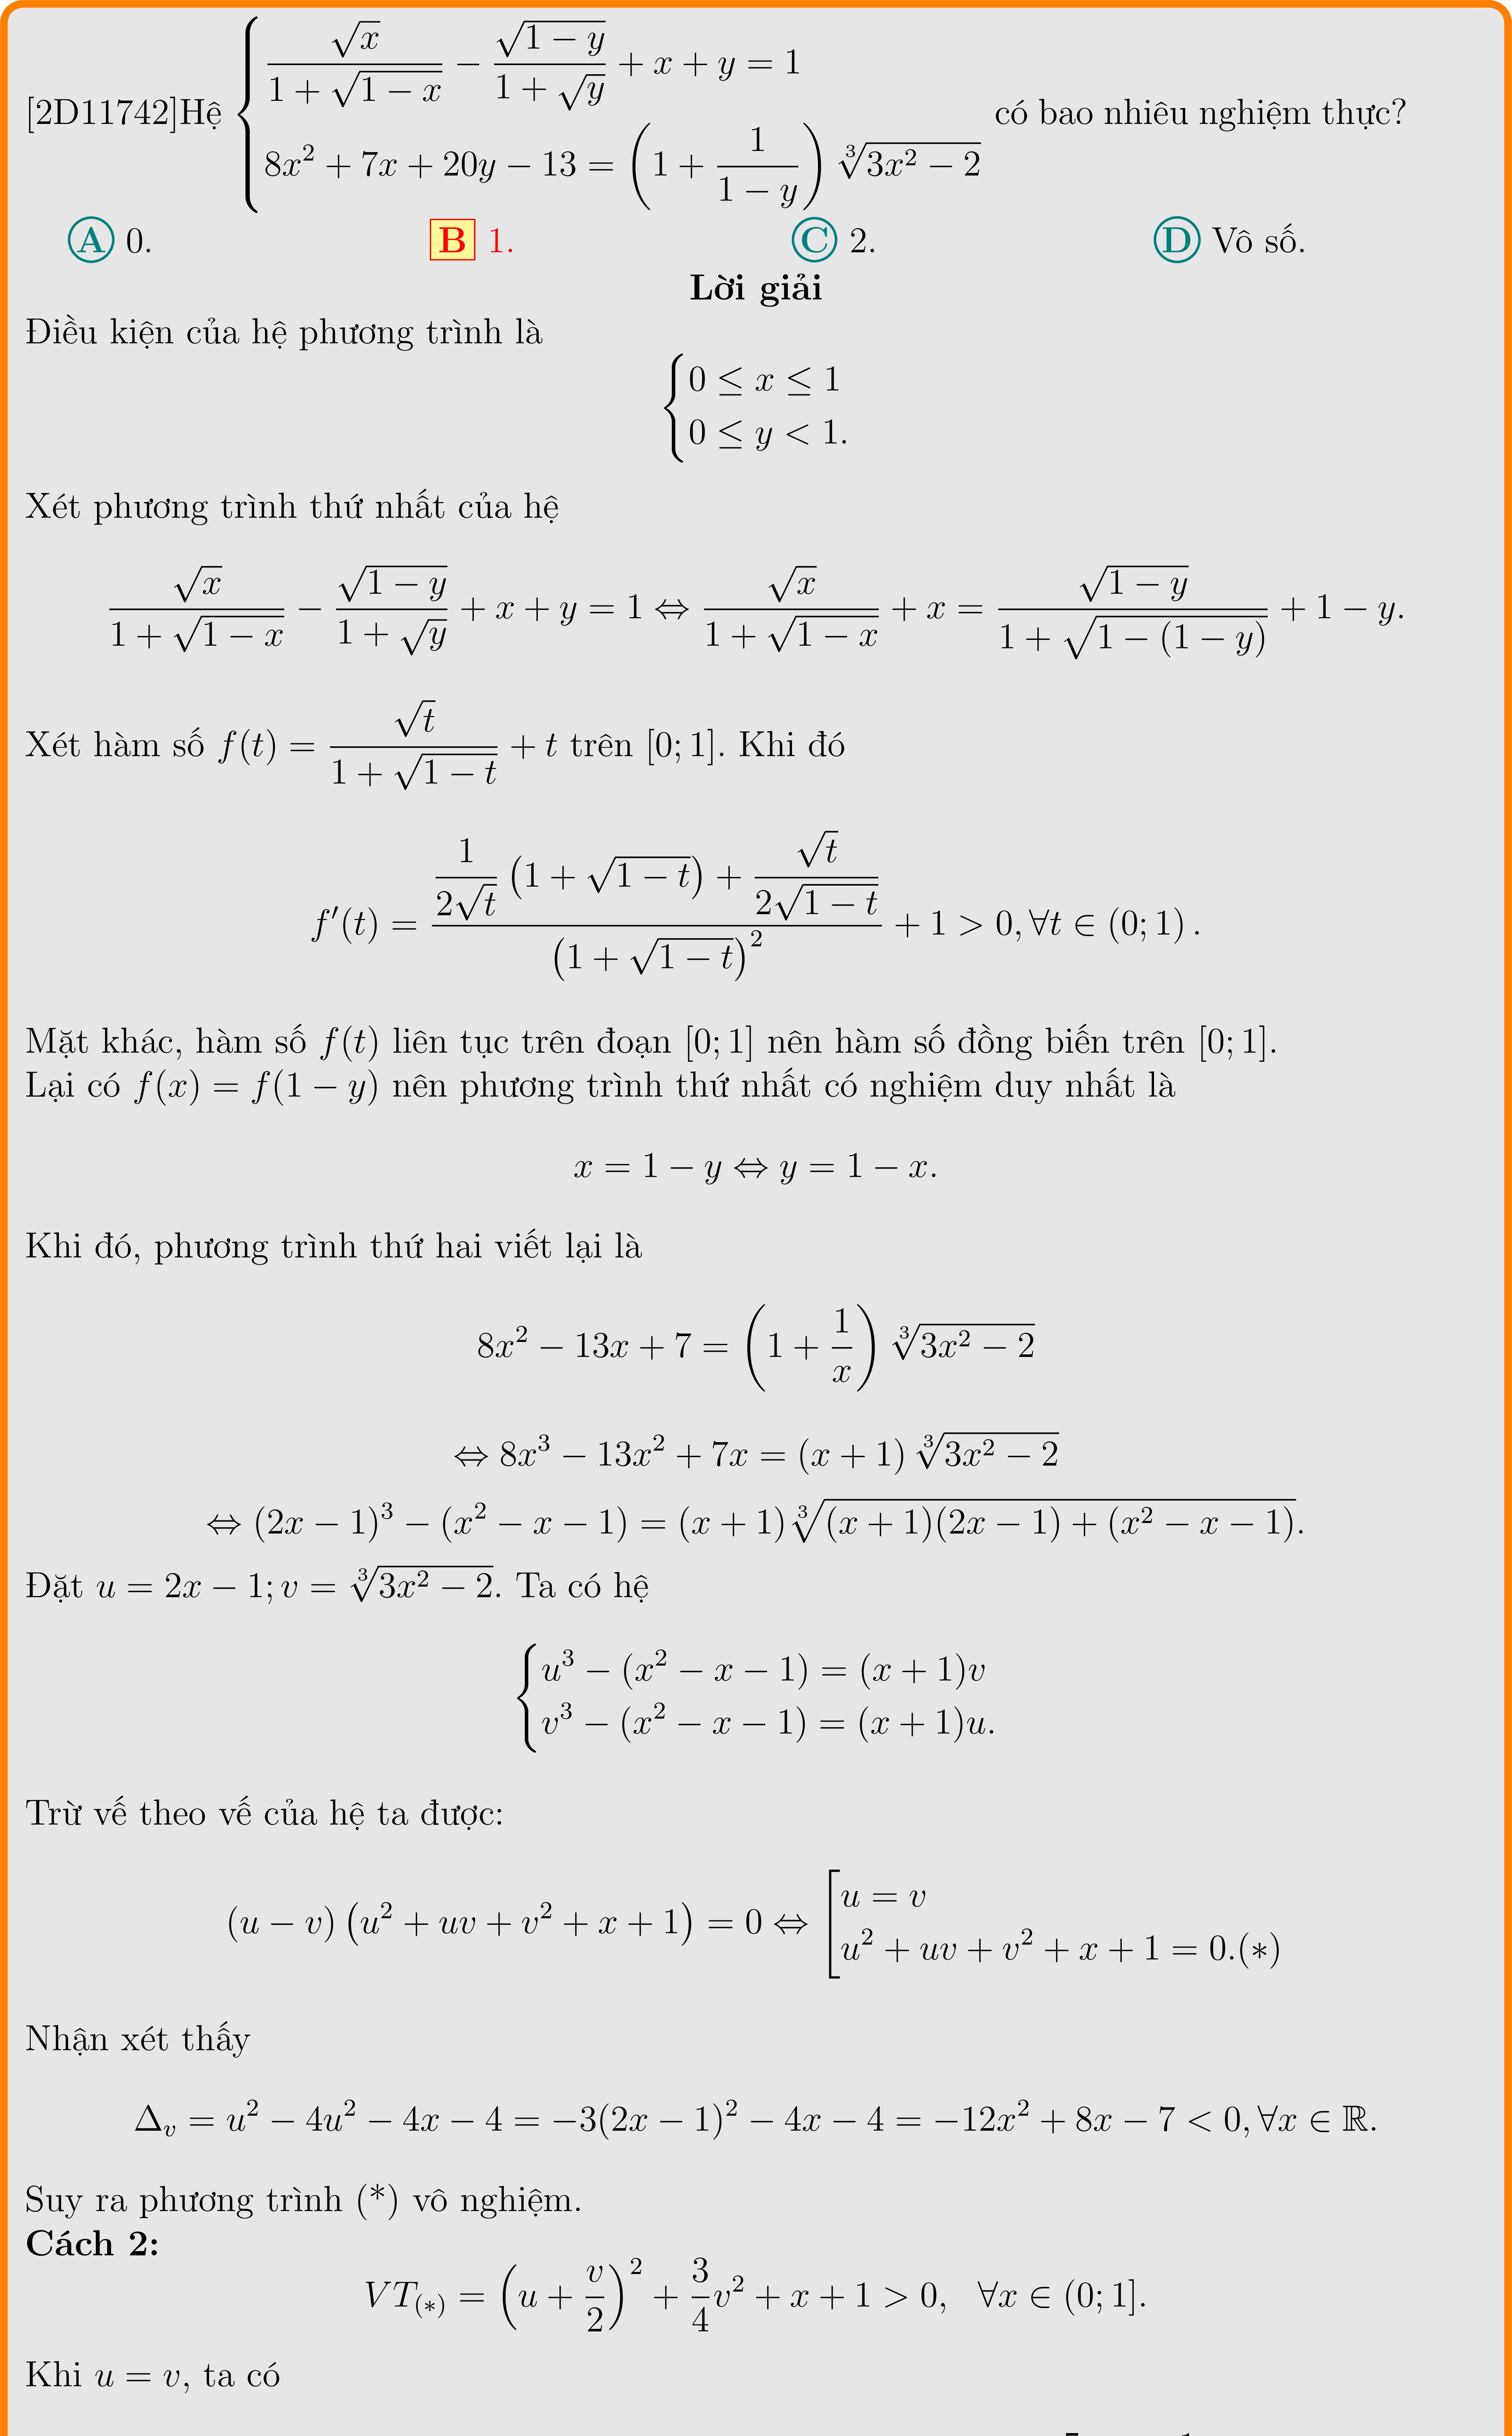 [2D11742]Hệ $\begin{cases} \dfrac{\sqrt{x}}{1+\sqrt{1-x}} - \dfrac{\sqrt{1-y}}{1+\sqrt{y}} + x + y = 1 \\ 8x^2 + 7x + 20y - 13 = \left(1 + \dfrac{1}{1-y}\right)\sqrt[3]{3x^2-2} \end{cases}$ có bao nhiêu nghiệm thực?
A 0. B 1. C 2. D Vô số.
Lời giải
Điều kiện của hệ phương trình là
$\begin{cases} 0 \le x \le 1 \\ 0 \le y < 1. \end{cases}$
Xét phương trình thứ nhất của hệ
$\dfrac{\sqrt{x}}{1+\sqrt{1-x}} - \dfrac{\sqrt{1-y}}{1+\sqrt{y}} + x + y = 1 \Leftrightarrow \dfrac{\sqrt{x}}{1+\sqrt{1-x}} + x = \dfrac{\sqrt{1-y}}{1+\sqrt{1-(1-y)}} + 1 - y.$
Xét hàm số $f(t) = \dfrac{\sqrt{t}}{1+\sqrt{1-t}} + t$ trên $[0;1]$. Khi đó
$f'(t) = \dfrac{\dfrac{1}{2\sqrt{t}}\left(1+\sqrt{1-t}\right) + \dfrac{\sqrt{t}}{2\sqrt{1-t}}}{\left(1+\sqrt{1-t}\right)^2} + 1 > 0, \forall t \in (0;1).$
Mặt khác, hàm số $f(t)$ liên tục trên đoạn $[0;1]$ nên hàm số đồng biến trên $[0;1]$.
Lại có $f(x) = f(1-y)$ nên phương trình thứ nhất có nghiệm duy nhất là
$x = 1 - y \Leftrightarrow y = 1 - x.$
Khi đó, phương trình thứ hai viết lại là
$8x^2 - 13x + 7 = \left(1 + \dfrac{1}{x}\right)\sqrt[3]{3x^2-2}$
$\Leftrightarrow 8x^3 - 13x^2 + 7x = (x+1)\sqrt[3]{3x^2-2}$
$\Leftrightarrow (2x-1)^3 - (x^2-x-1) = (x+1)\sqrt[3]{(x+1)(2x-1)+(x^2-x-1)}.$
Đặt $u = 2x-1; v = \sqrt[3]{3x^2-2}$. Ta có hệ
$\begin{cases} u^3 - (x^2-x-1) = (x+1)v \\ v^3 - (x^2-x-1) = (x+1)u. \end{cases}$
Trừ vế theo vế của hệ ta được:
$(u-v)\left(u^2+uv+v^2+x+1\right) = 0 \Leftrightarrow \left[\begin{array}{l} u = v \\ u^2+uv+v^2+x+1 = 0.(*) \end{array}\right.$
Nhận xét thấy
$\Delta_v = u^2 - 4u^2 - 4x - 4 = -3(2x-1)^2 - 4x - 4 = -12x^2 + 8x - 7 < 0, \forall x \in \mathbb{R}.$
Suy ra phương trình (*) vô nghiệm.
Cách 2:
$VT_{(*)} = \left(u + \dfrac{v}{2}\right)^2 + \dfrac{3}{4}v^2 + x + 1 > 0, \ \forall x \in (0;1].$
Khi $u = v$, ta có